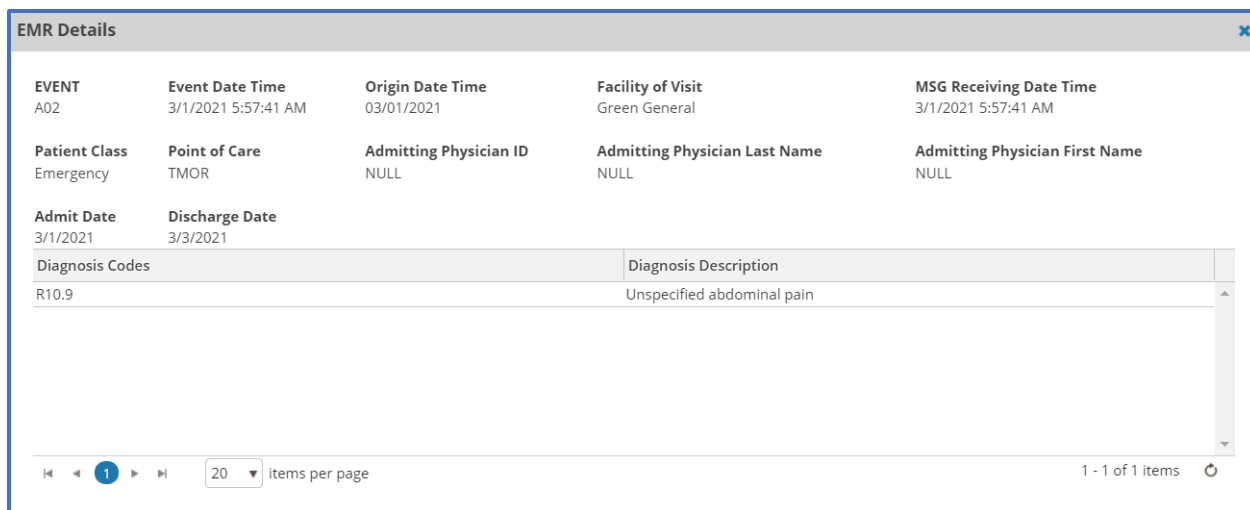 EMR Details
EVENT Event Date Time Origin Date Time Facility of Visit MSG Receiving Date Time
A02 3/1/2021 5:57:41 AM 03/01/2021 Green General 3/1/2021 5:57:41 AM
Patient Class Point of Care Admitting Physician ID Admitting Physician Last Name Admitting Physician First Name
Emergency TMOR NULL NULL NULL
Admit Date Discharge Date
3/1/2021 3/3/2021
Diagnosis Codes Diagnosis Description
R10.9 Unspecified abdominal pain
1 20 items per page 1 - 1 of 1 items